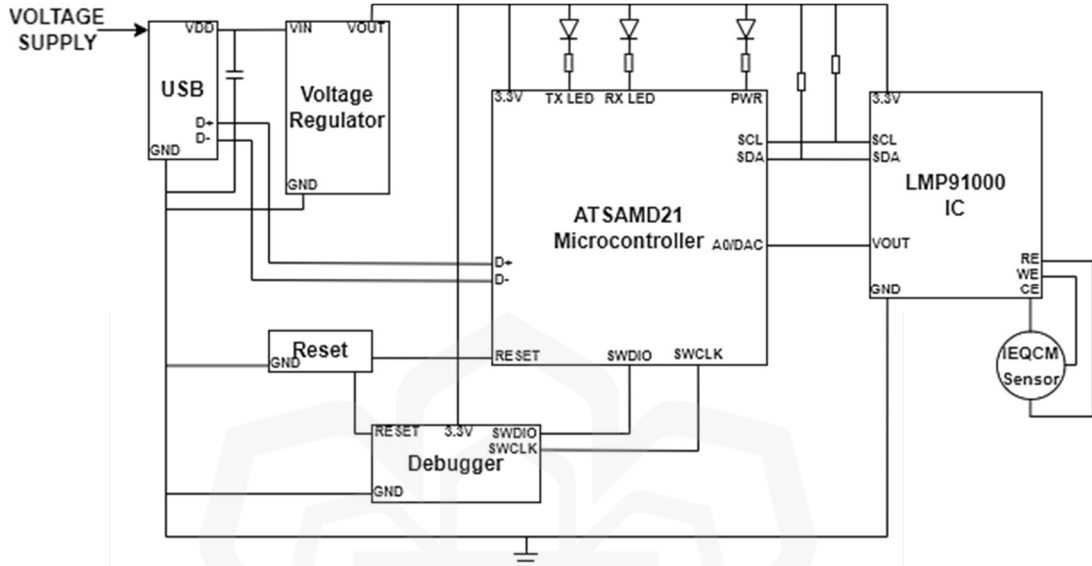 VOLTAGE
SUPPLY
VDD
USB
D+
D-
GND
VIN
VOUT
Voltage
Regulator
GND
3.3V
TX LED
RX LED
PWR
SCL
SDA
ATSAMD21
Microcontroller
A0/DAC
D+
D-
RESET
SWDIO
SWCLK
3.3V
SCL
SDA
LMP91000
IC
VOUT
RE
WE
CE
GND
IEQCM
Sensor
Reset
GND
RESET
3.3V
SWDIO
SWCLK
Debugger
GND